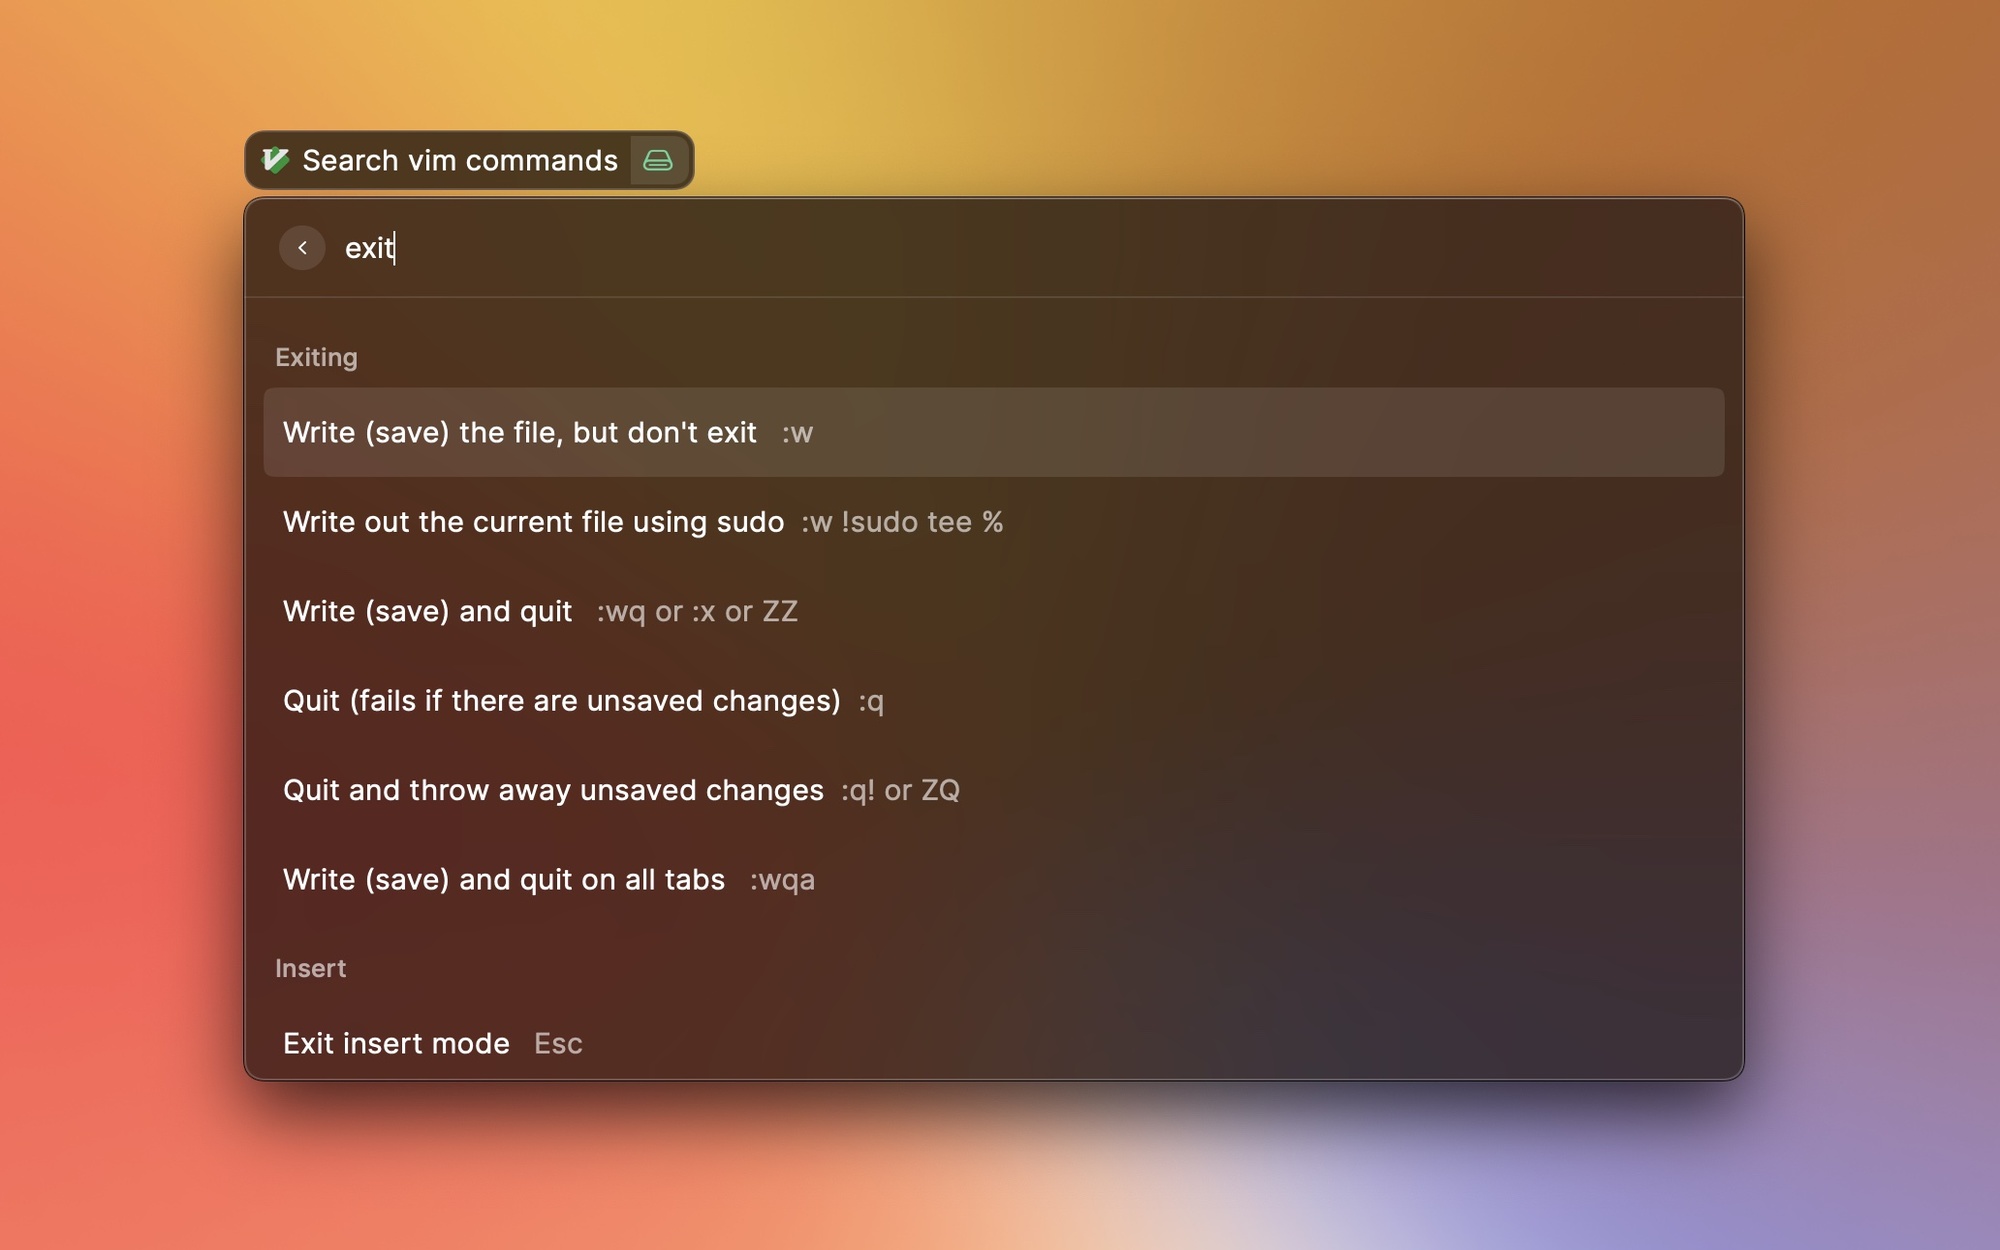 Search vim commands
exit
Exiting
Write (save) the file, but don't exit :w
Write out the current file using sudo :w !sudo tee %
Write (save) and quit :wq or :x or ZZ
Quit (fails if there are unsaved changes) :q
Quit and throw away unsaved changes :q! or ZQ
Write (save) and quit on all tabs :wqa
Insert
Exit insert mode Esc